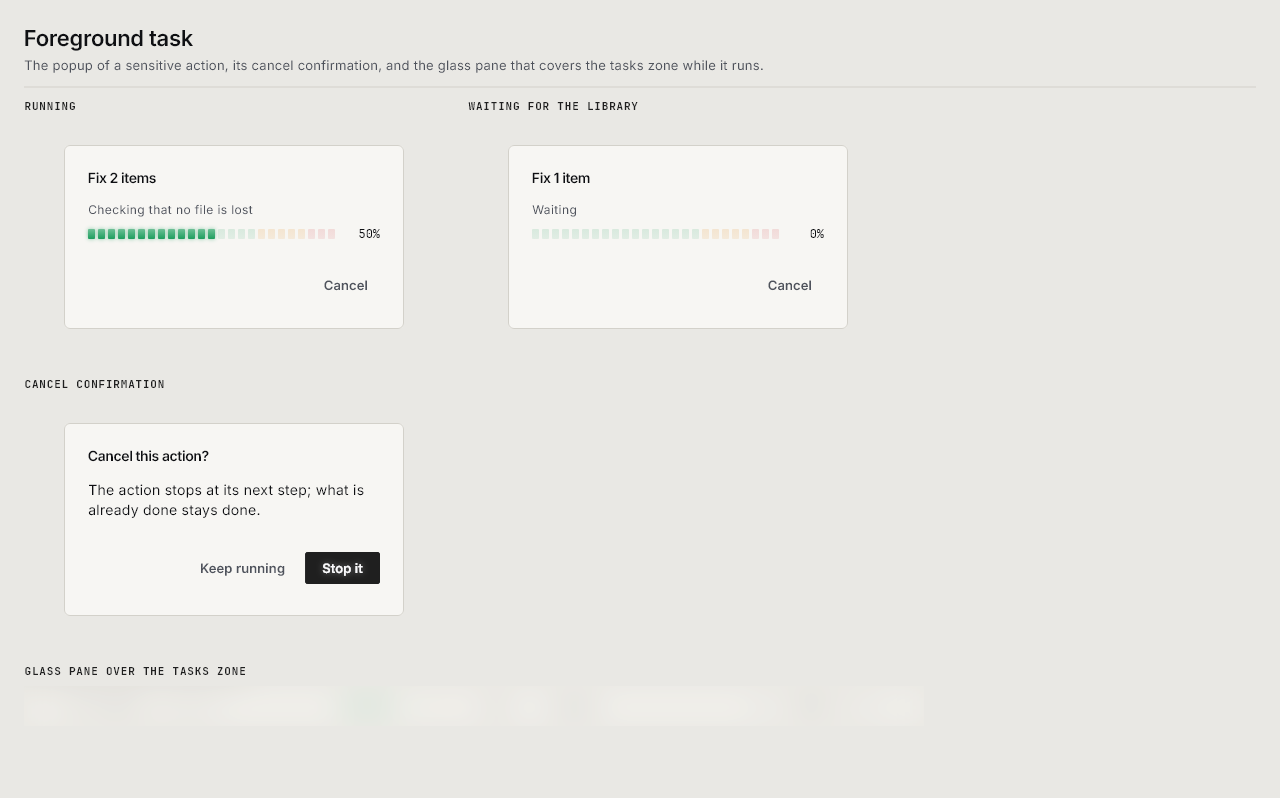 Foreground task
The popup of a sensitive action, its cancel confirmation, and the glass pane that covers the tasks zone while it runs.
RUNNING
WAITING FOR THE LIBRARY
Fix 2 items
Checking that no file is lost
50%
Cancel
Fix 1 item
Waiting
0%
Cancel
CANCEL CONFIRMATION
Cancel this action?
The action stops at its next step; what is
already done stays done.
Keep running
Stop it
GLASS PANE OVER THE TASKS ZONE